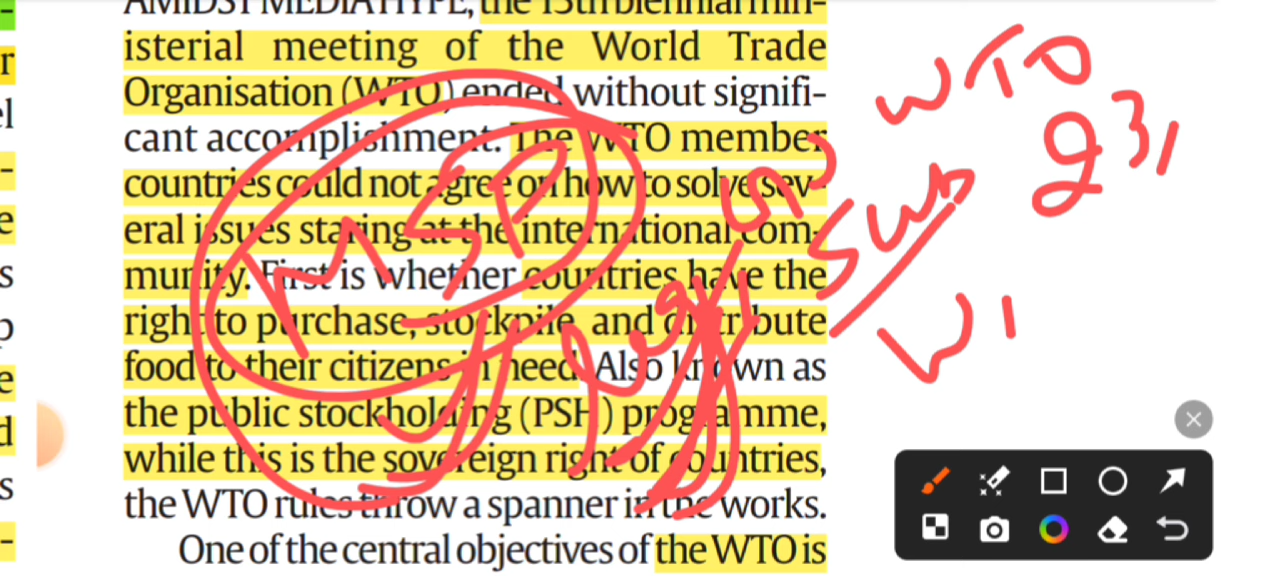 AMIDST MEDIA HYPE, the 13th biennial min-
isterial meeting of the World Trade
Organisation (WTO) ended without signifi-
cant accomplishment. The WTO member
countries could not agree on how to solve sev-
eral issues staring at the international com-
munity. First is whether countries have the
right to purchase, stockpile, and distribute
food to their citizens in need. Also known as
the public stockholding (PSH) programme,
while this is the sovereign right of countries,
the WTO rules throw a spanner in the works.
One of the central objectives of the WTO is
MSP
WTO
Sub